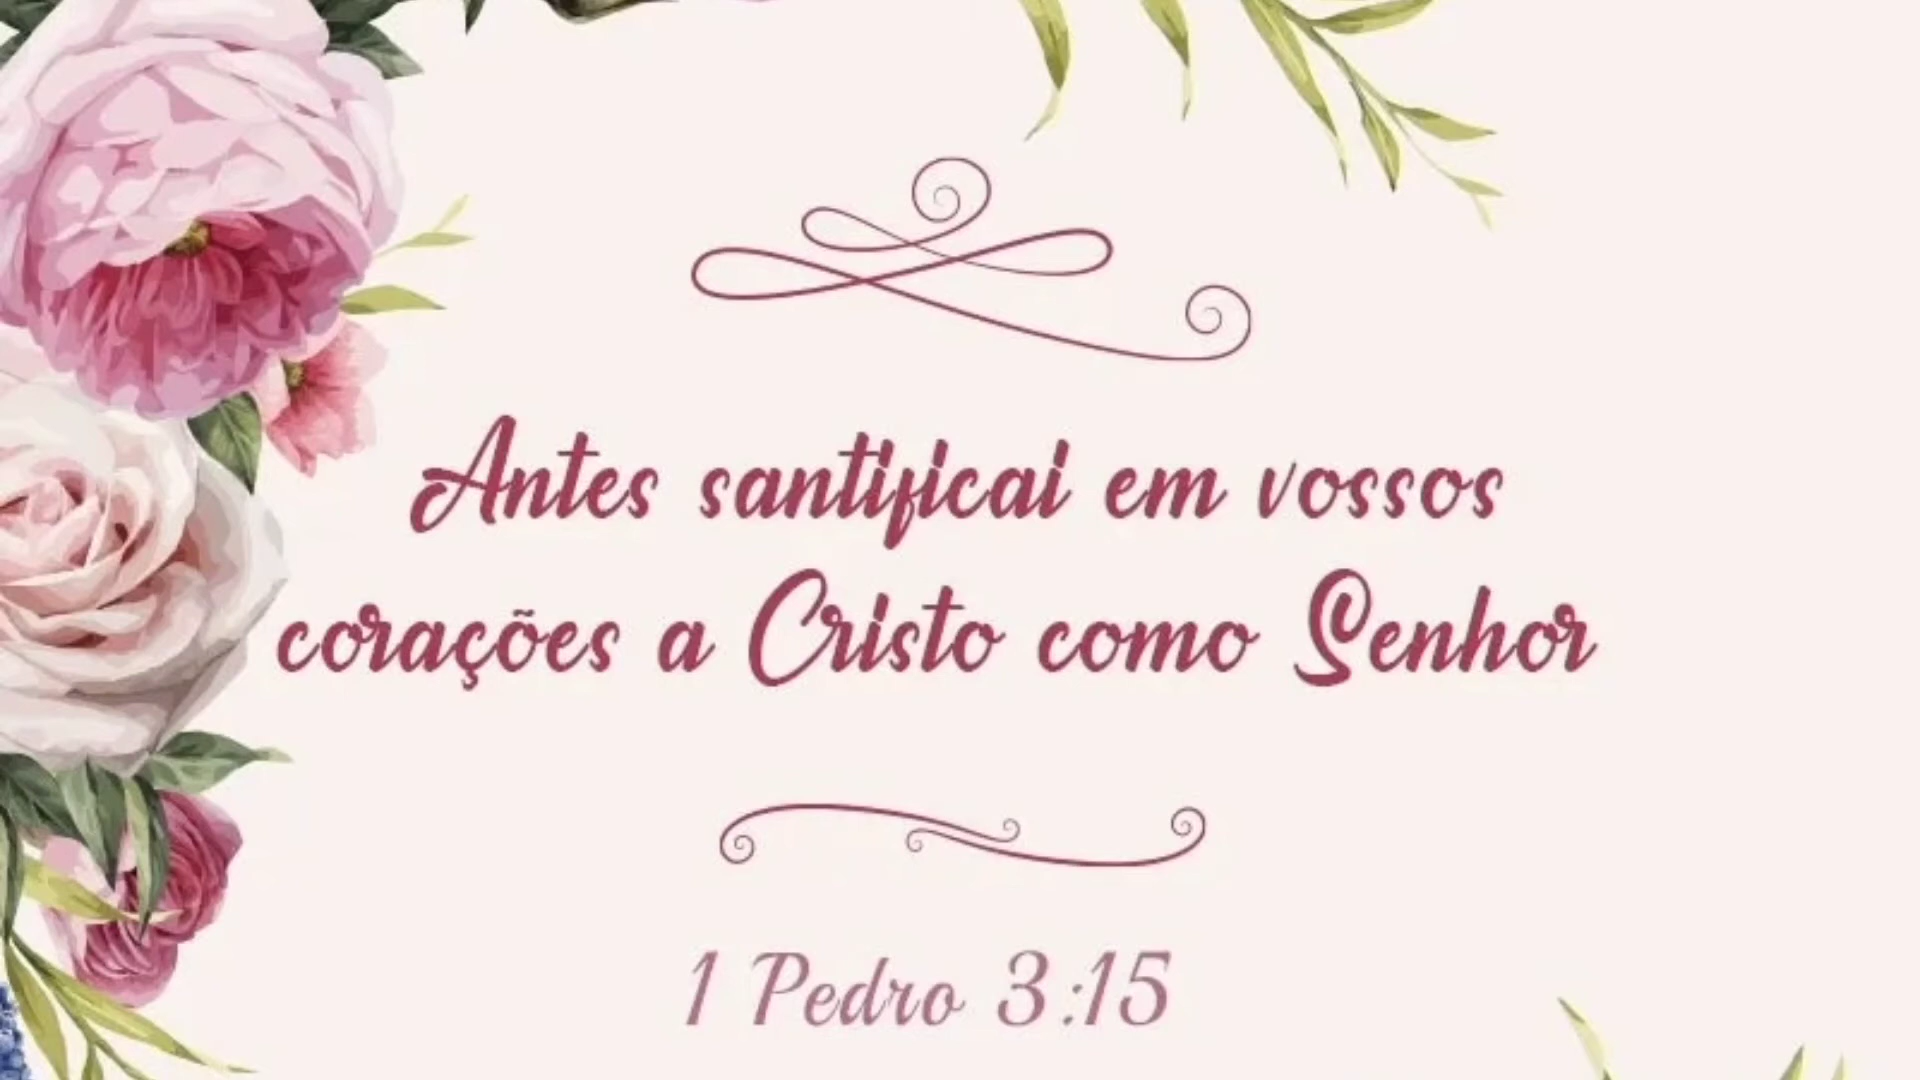 Antes santificai em vossos
corações a Cristo como Senhor
1 Pedro 3:15